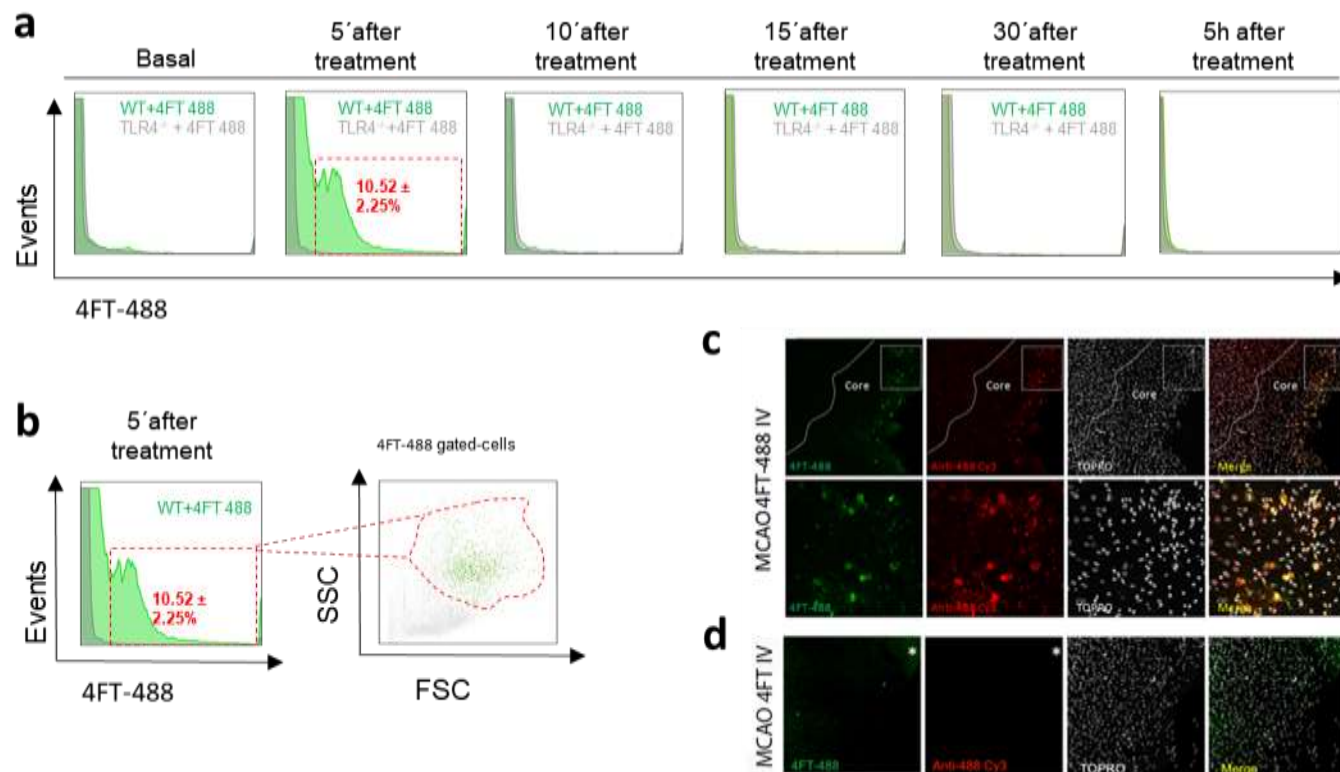 a
Basal
5´after
treatment
10´after
treatment
15´after
treatment
30´after
treatment
5h after
treatment
WT+4FT 488
TLR4⁻/⁻+ 4FT 488
WT+4FT 488
TLR4⁻/⁻+4FT 488
WT+4FT 488
TLR4⁻/⁻+ 4FT 488
WT+4FT 488
TLR4⁻/⁻+ 4FT 488
WT+4FT 488
TLR4⁻/⁻+ 4FT 488
10.52 ±
2.25%
Events
4FT-488
b
5´after
treatment
WT+4FT 488
10.52 ±
2.25%
Events
4FT-488
4FT-488 gated-cells
SSC
FSC
c
MCAO 4FT-488 IV
Core
Core
Core
Core
4FT-488
Anti-488 Cy3
TOPRO
Merge
4FT-488
Anti-488 Cy3
TOPRO
Merge
d
MCAO 4FT IV
*
*
4FT-488
Anti-488 Cy3
TOPRO
Merge